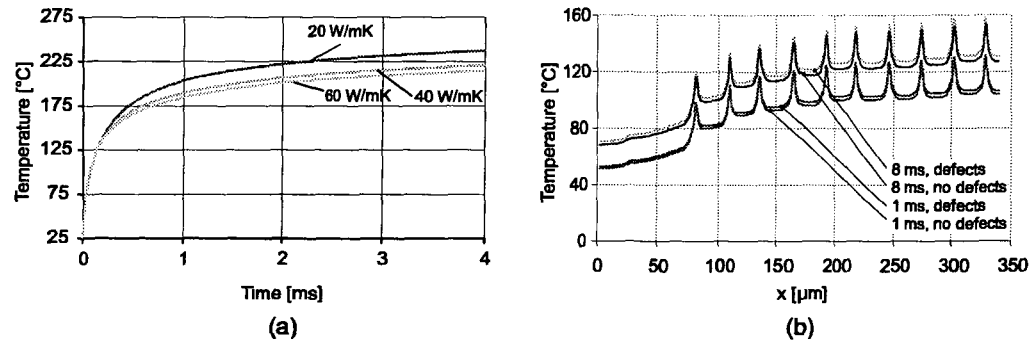 275
225
175
125
75
25
Temperature [°C]
20 W/mK
60 W/mK
40 W/mK
0
1
2
3
4
Time [ms]
(a)
160
120
80
40
0
Temperature [°C]
8 ms, defects
8 ms, no defects
1 ms, defects
1 ms, no defects
0
50
100
150
200
250
300
350
x [µm]
(b)